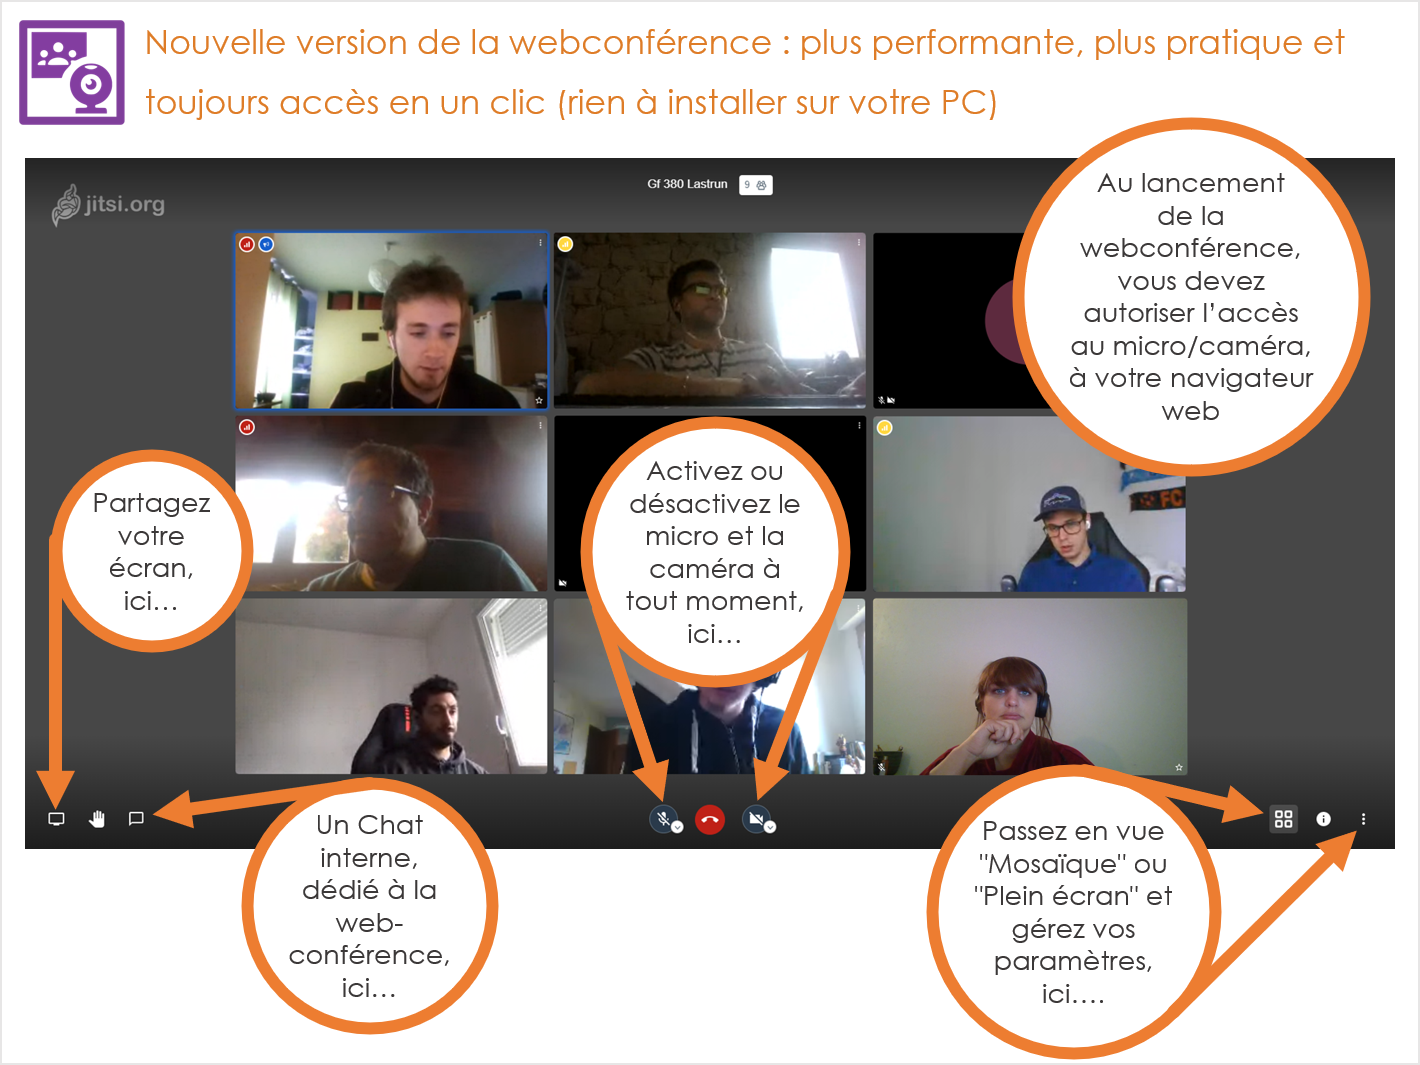 Nouvelle version de la webconférence : plus performante, plus pratique et
toujours accès en un clic (rien à installer sur votre PC)
jitsi.org
Gf 380 Lastrun
9
Au lancement
de la
webconférence,
vous devez
autoriser l’accès
au micro/caméra,
à votre navigateur
web
Partagez
votre
écran,
ici…
Activez ou
désactivez le
micro et la
caméra à
tout moment,
ici…
FC
Un Chat
interne,
dédié à la
web-
conférence,
ici…
Passez en vue
"Mosaïque" ou
"Plein écran" et
gérez vos
paramètres,
ici….